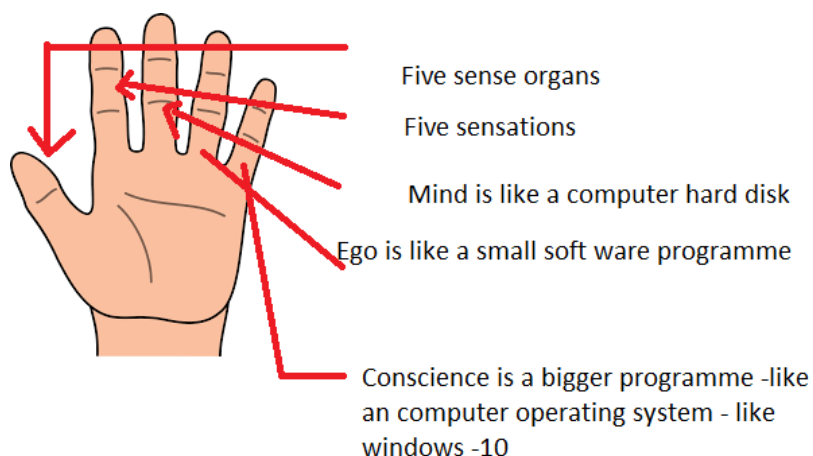 Five sense organs
Five sensations
Mind is like a computer hard disk
Ego is like a small soft ware programme
Conscience is a bigger programme -like
an computer operating system - like
windows -10